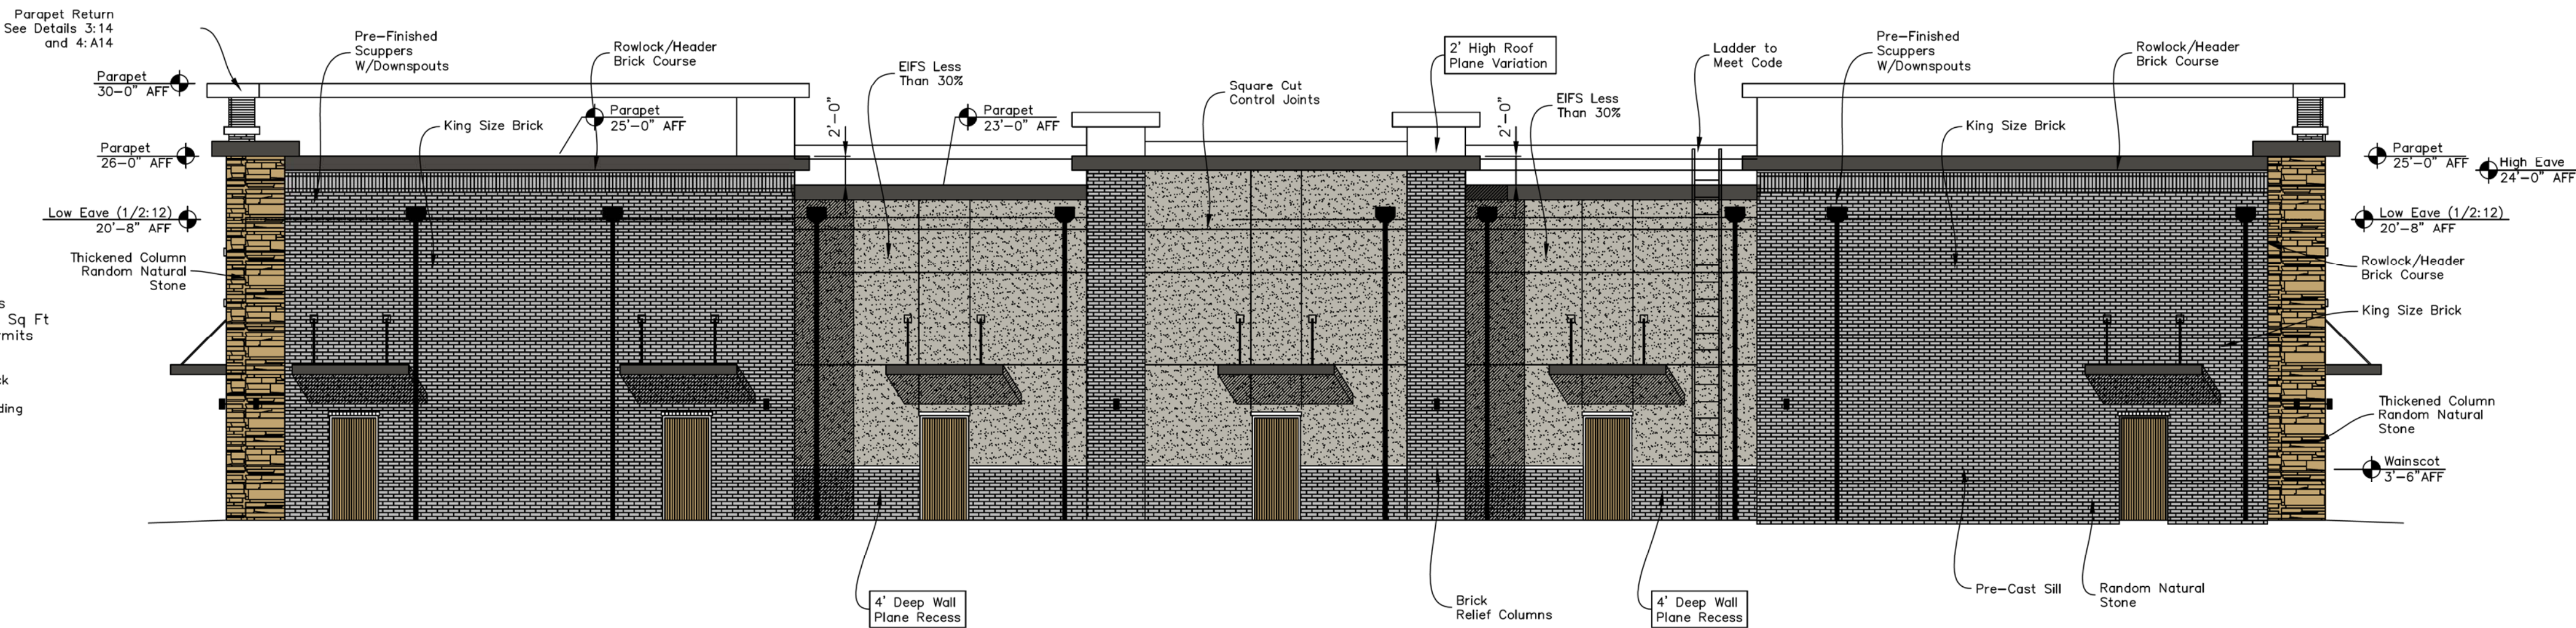 Parapet Return
See Details 3:14
and 4:A14
Parapet
30-0" AFF
Pre-Finished
Scuppers
W/Downspouts
Rowlock/Header
Brick Course
King Size Brick
Parapet
25'-0" AFF
2'-0"
EIFS Less
Than 30%
Parapet
23'-0" AFF
Square Cut
Control Joints
2' High Roof
Plane Variation
2'-0"
EIFS Less
Than 30%
Ladder to
Meet Code
Pre-Finished
Scuppers
W/Downspouts
King Size Brick
Rowlock/Header
Brick Course
Parapet
26-0" AFF
Low Eave (1/2:12)
20'-8" AFF
Thickened Column
Random Natural
Stone
s
Sq Ft
rmits
ck
ding
Parapet
25'-0" AFF
High Eave
24'-0" AFF
Low Eave (1/2:12)
20'-8" AFF
Rowlock/Header
Brick Course
King Size Brick
Thickened Column
Random Natural
Stone
Wainscot
3'-6"AFF
4' Deep Wall
Plane Recess
Brick
Relief Columns
4' Deep Wall
Plane Recess
Pre-Cast Sill
Random Natural
Stone